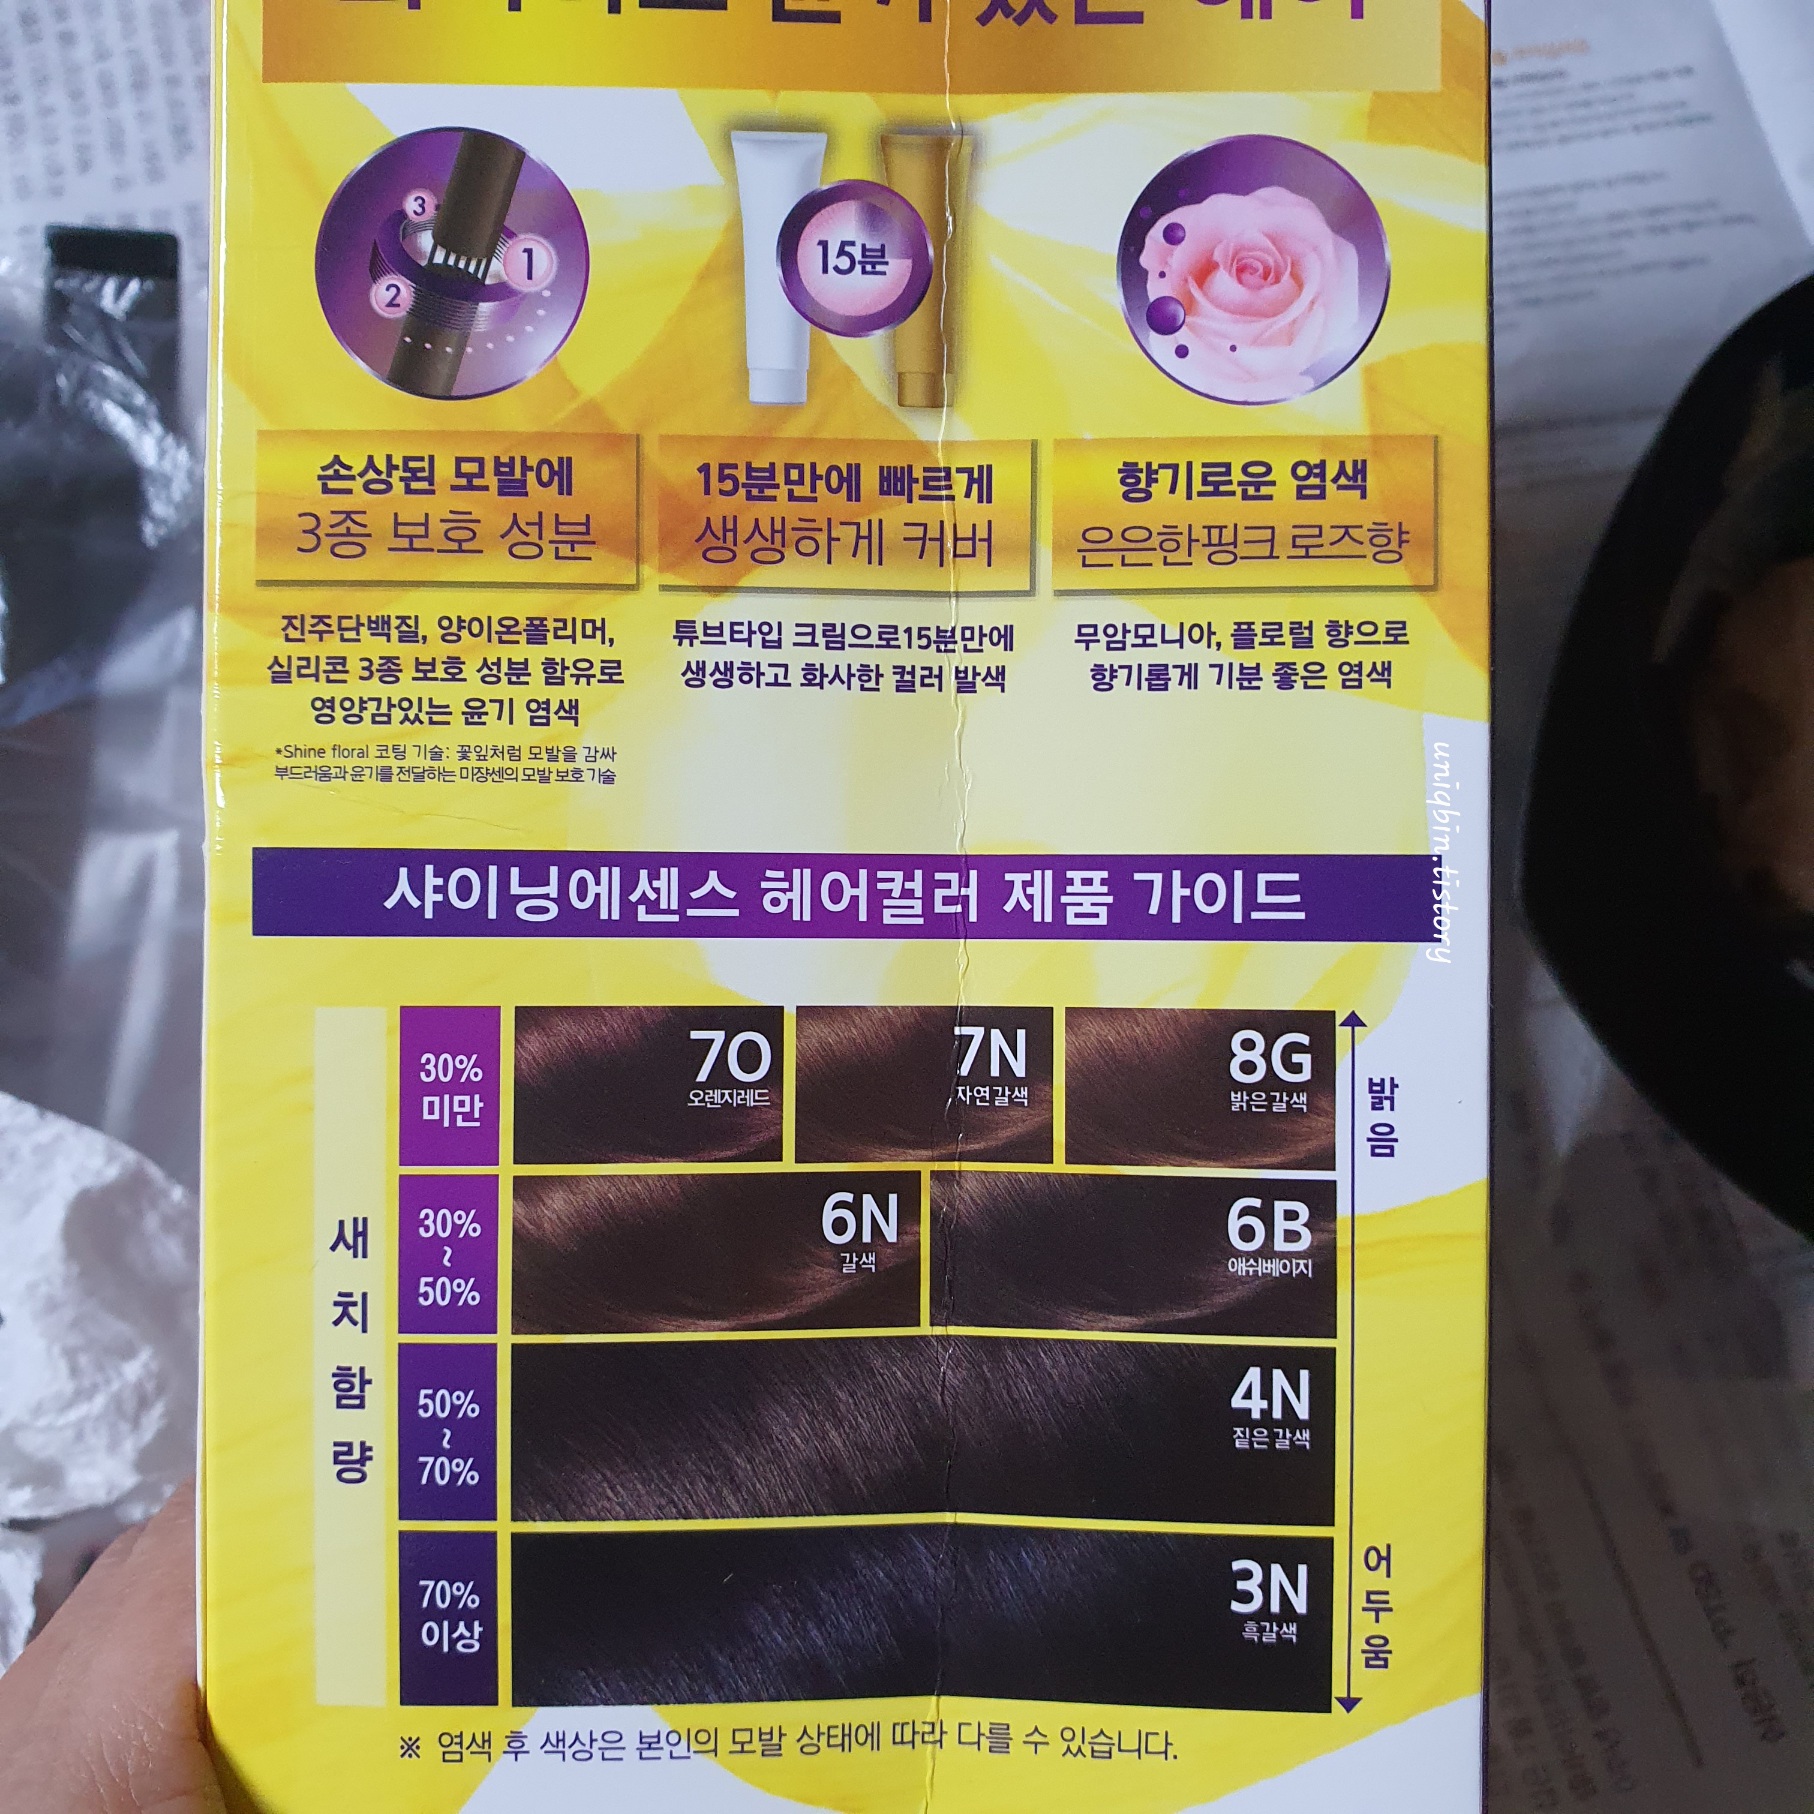 있는 헤어
3
1
2
15분
손상된 모발에
3종 보호 성분
15분만에 빠르게
생생하게 커버
향기로운 염색
은은한 핑크 로즈향
진주단백질, 양이온폴리머,
실리콘 3종 보호 성분 함유로
영양감있는 윤기 염색
*Shine floral 코팅 기술: 꽃잎처럼 모발을 감싸
부드러움과 윤기를 전달하는 미쟝센의 모발 보호 기술
튜브타입 크림으로15분만에
생생하고 화사한 컬러 발색
무암모니아, 플로럴 향으로
향기롭게 기분 좋은 염색
uniqbin.tistory
샤이닝에센스 헤어컬러 제품 가이드
새치함량
30%
미만
7O
오렌지레드
7N
자연갈색
8G
밝은갈색
밝음
30%
~
50%
6N
갈색
6B
애쉬베이지
50%
~
70%
4N
짙은 갈색
70%
이상
3N
흑갈색
어두움
※ 염색 후 색상은 본인의 모발 상태에 따라 다를 수 있습니다.